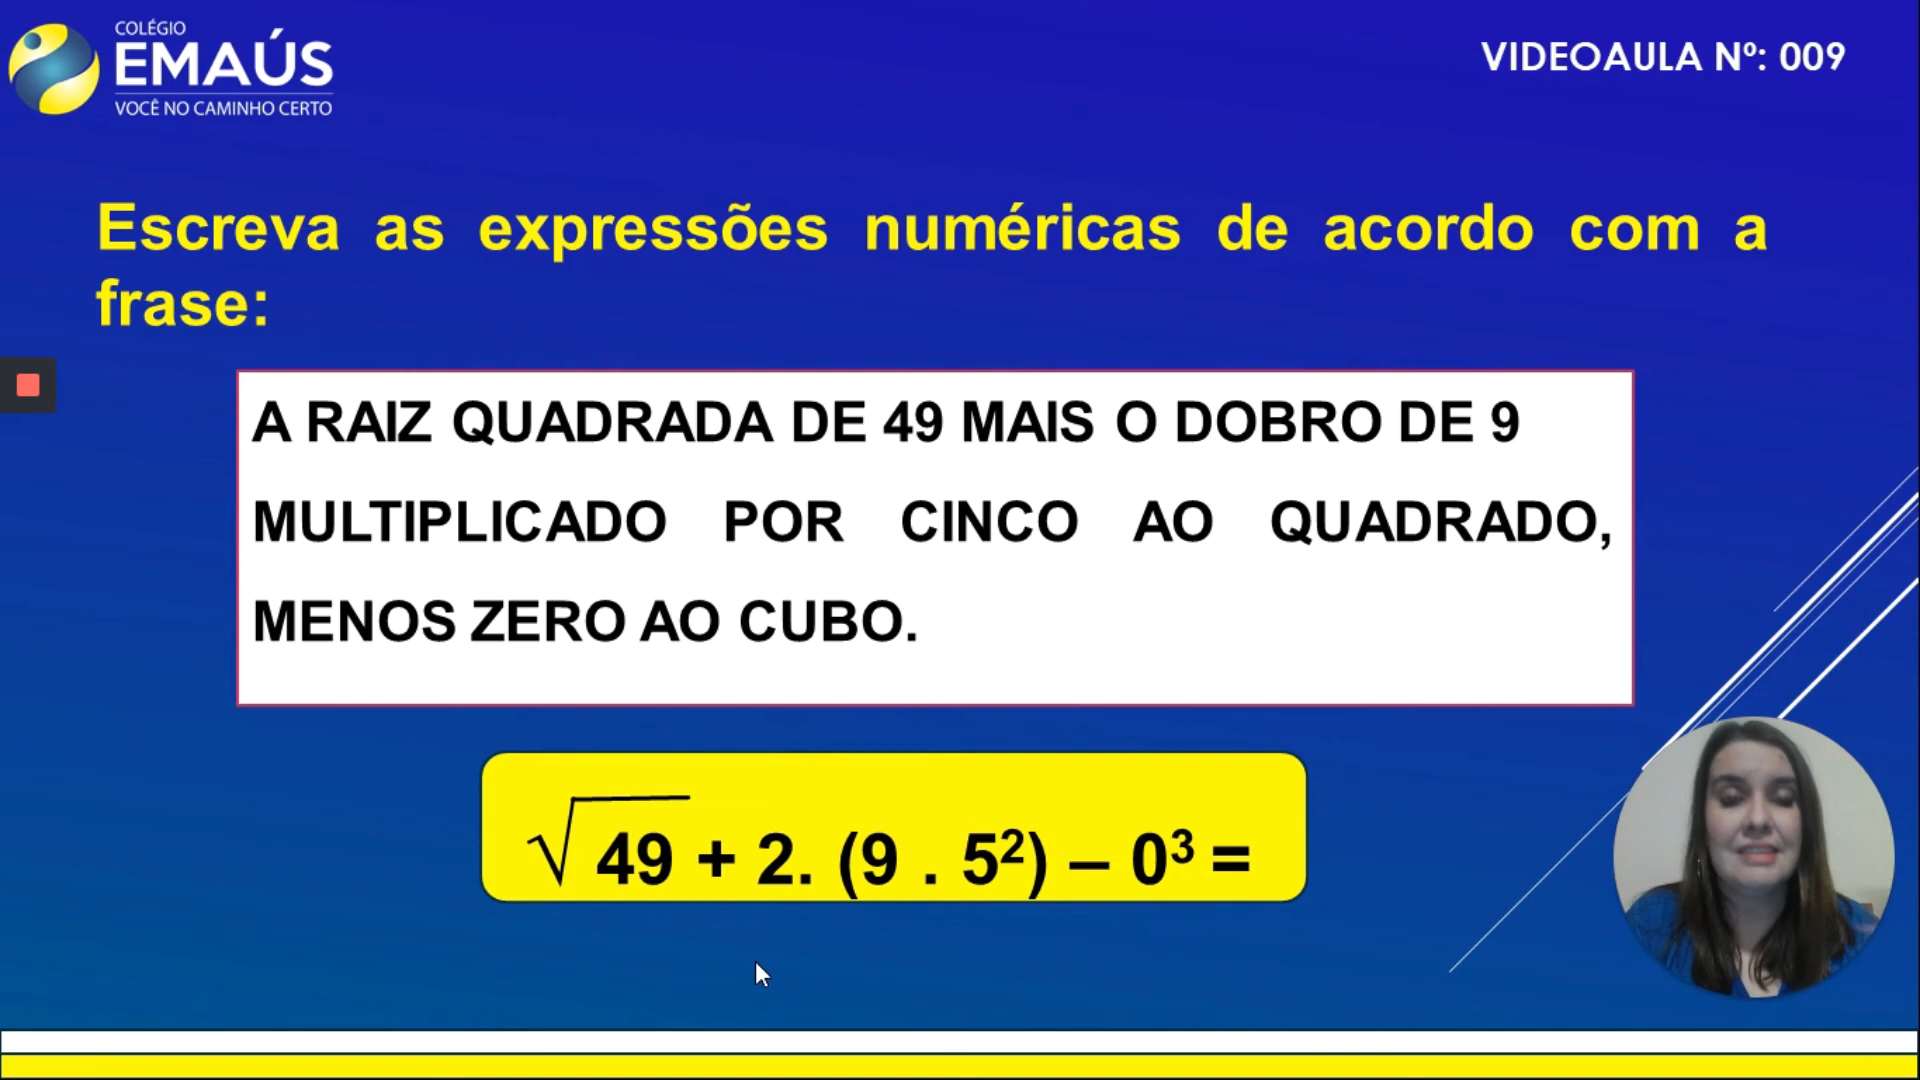 COLÉGIO
EMAÚS
VOCÊ NO CAMINHO CERTO
VIDEOAULA Nº: 009
Escreva as expressões numéricas de acordo com a
frase:
A RAIZ QUADRADA DE 49 MAIS O DOBRO DE 9
MULTIPLICADO POR CINCO AO QUADRADO,
MENOS ZERO AO CUBO.
√49 + 2. (9 . 5²) – 0³ =